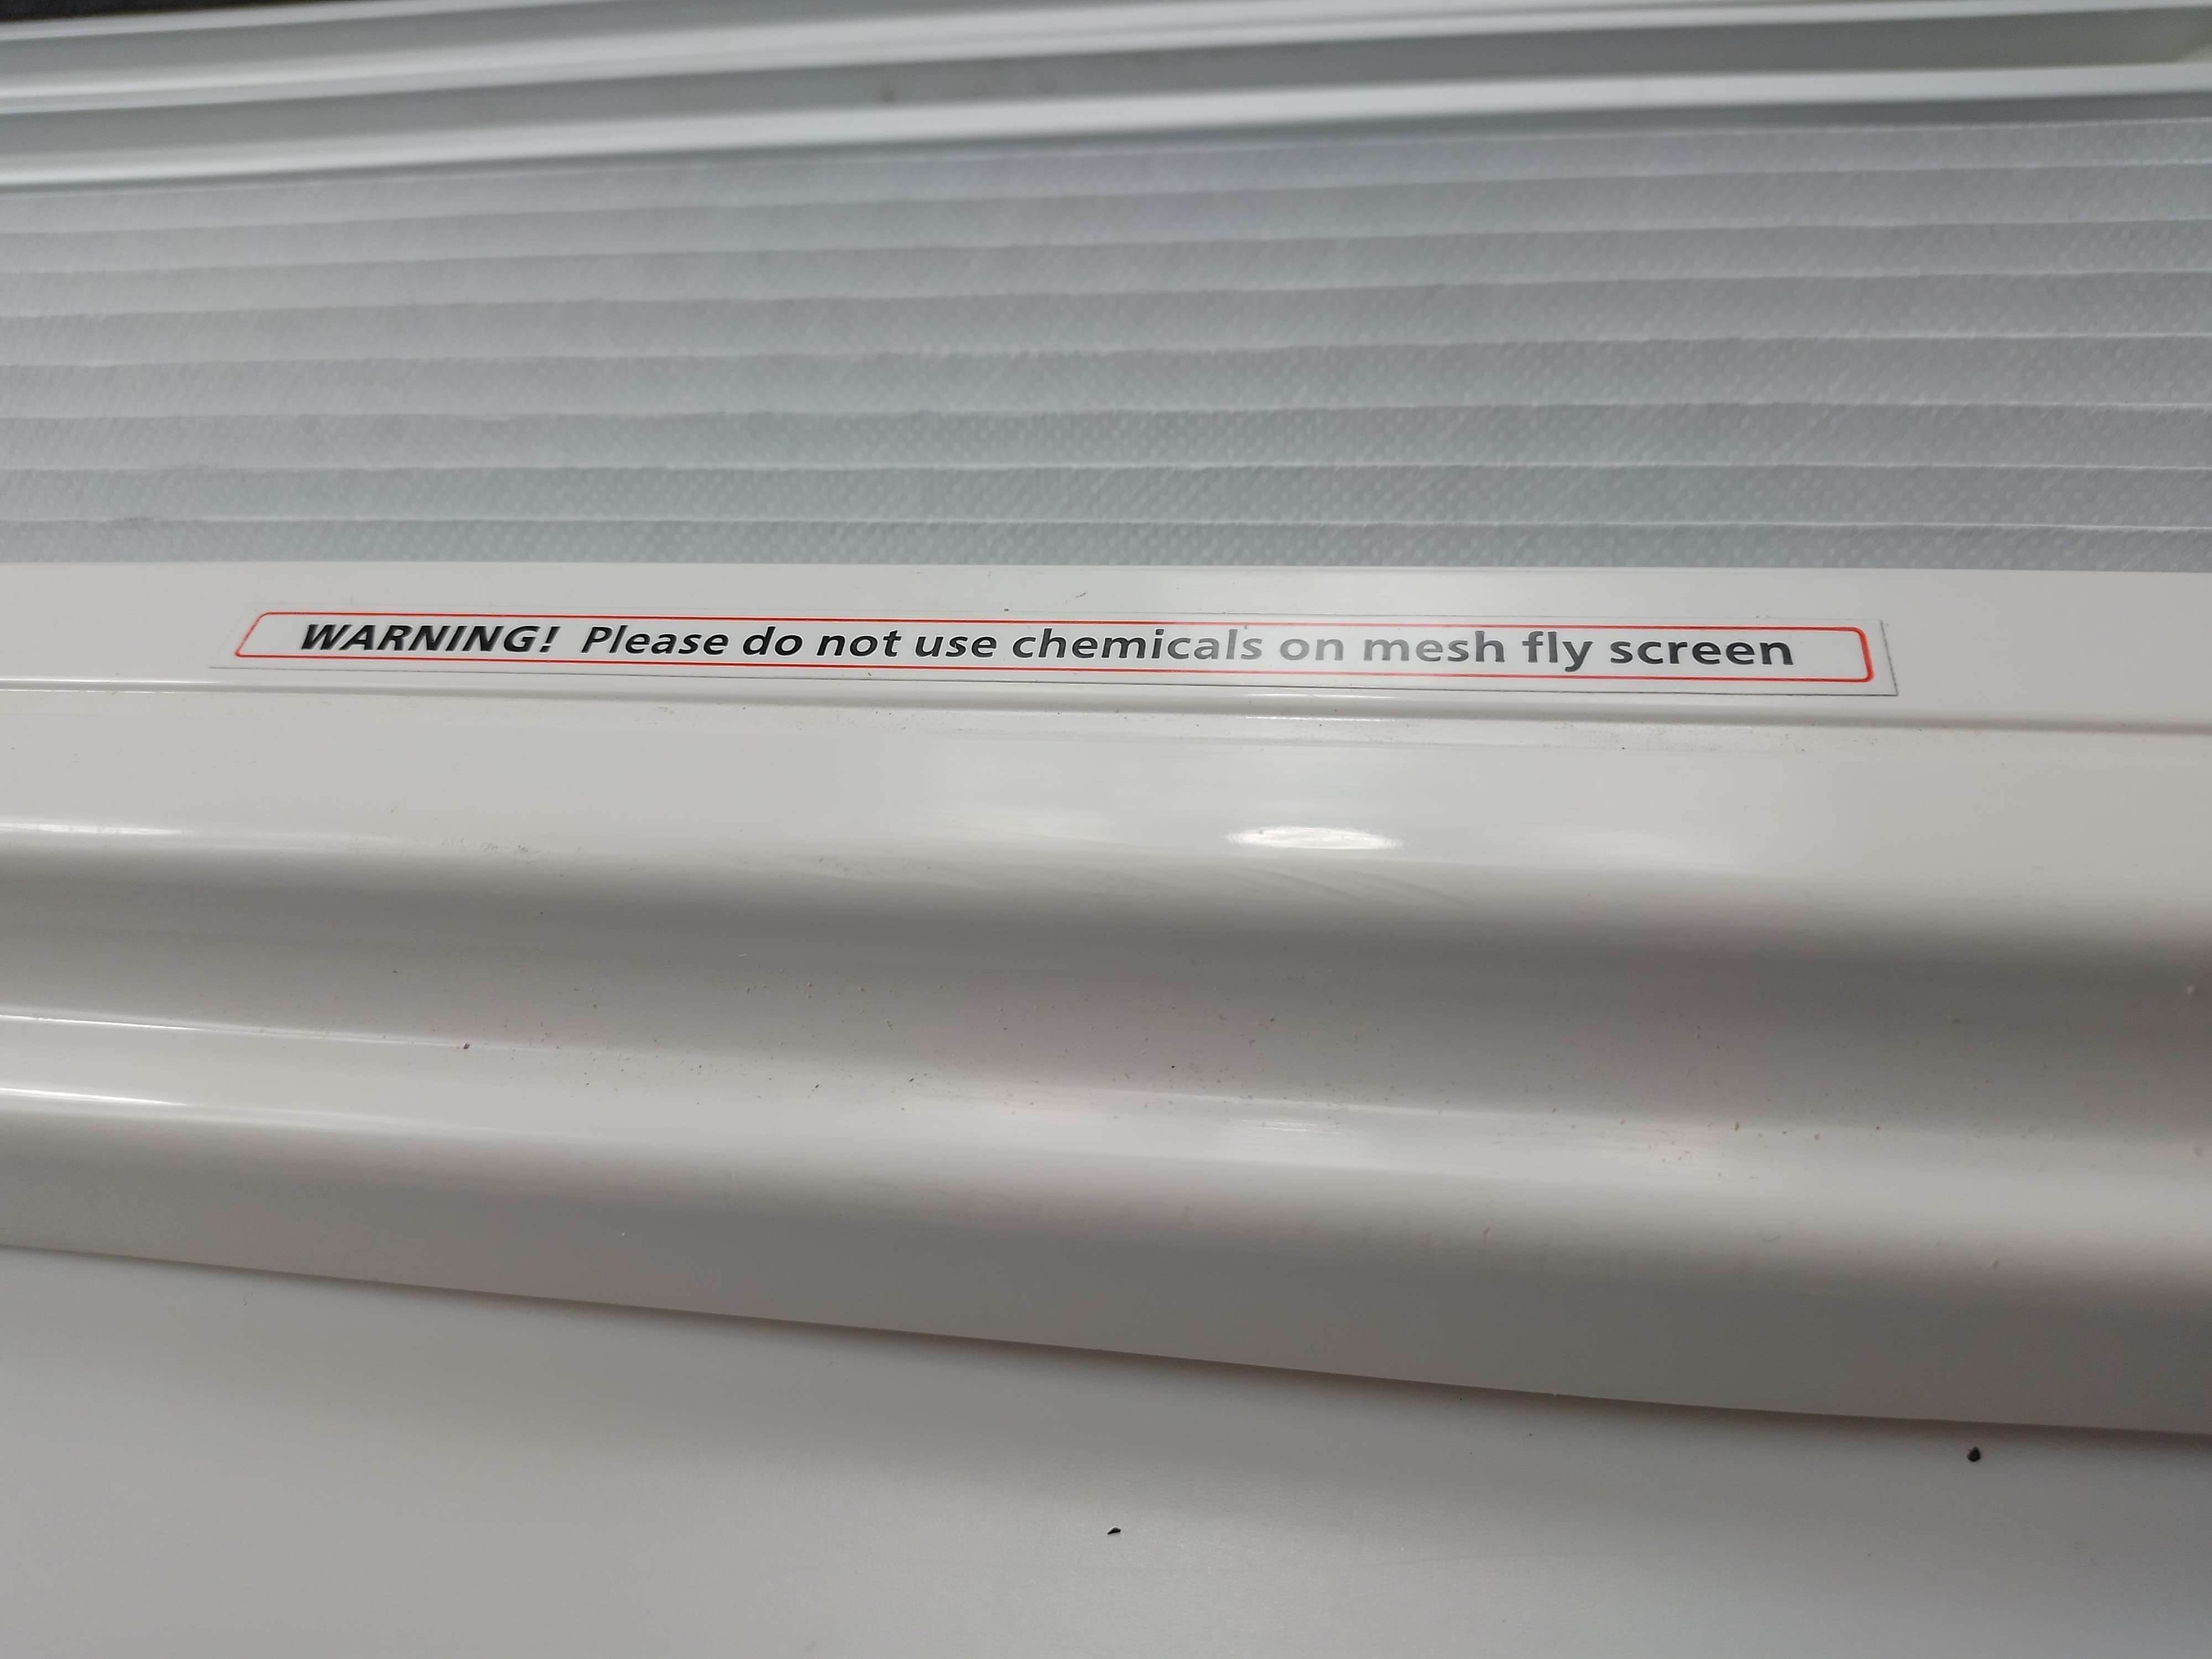 WARNING! Please do not use chemicals on mesh fly screen